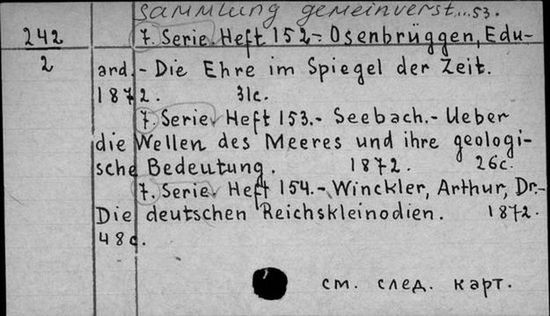 Sammlung gemeinverst...53.
242
2
7. Serie. Heft 152.- Osenbrüggen, Edu-
ard.- Die Ehre im Spiegel der Zeit.
1872. 31c.
7. Serie. Heft 153.- Seebach.- Ueber
die Wellen des Meeres und ihre geologi-
sche Bedeutung. 1872. 26c.
7. Serie. Heft 154.- Winckler, Arthur, Dr.-
Die deutschen Reichskleinodien. 1872.
48c.
см. след. карт.